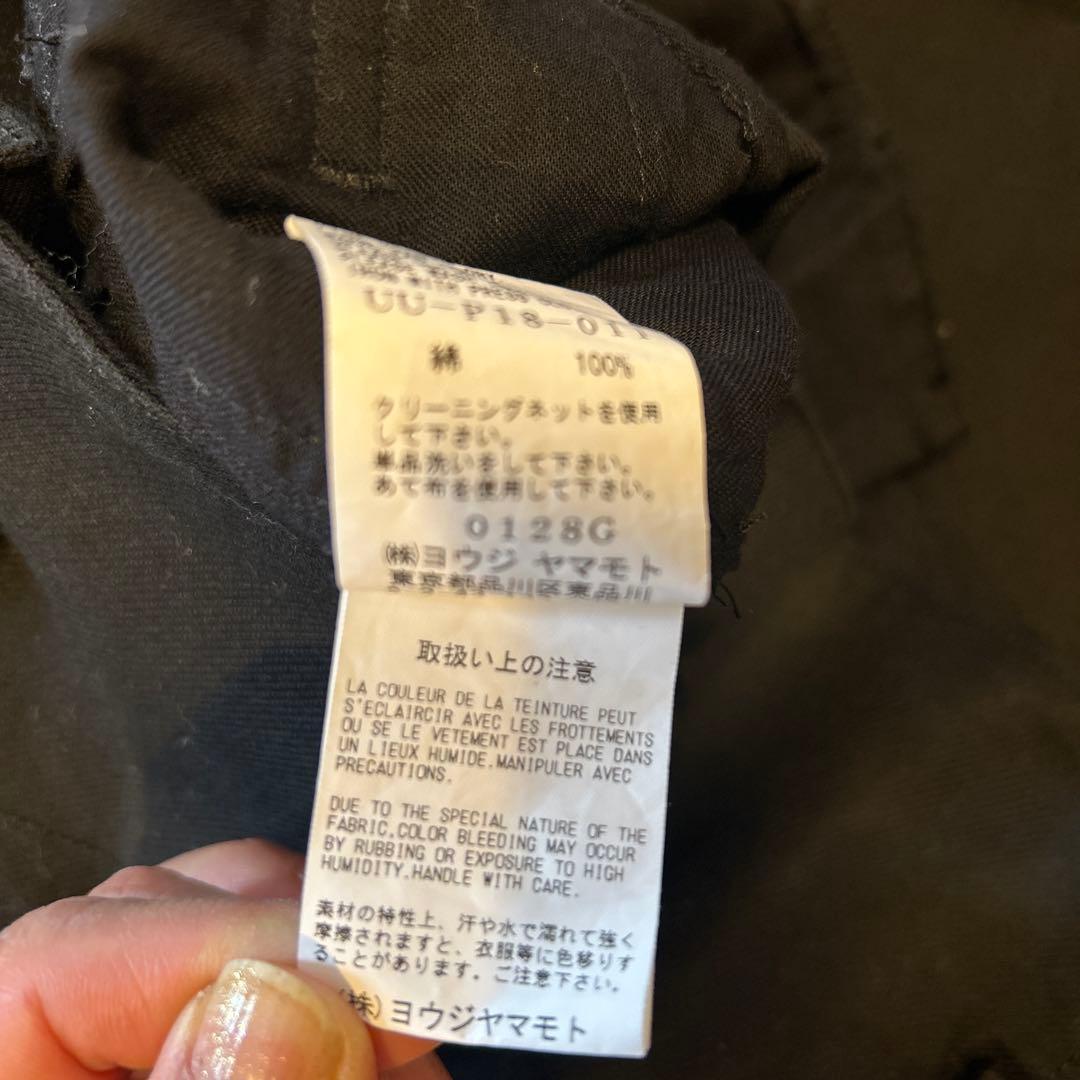 IRON WITH PRESS
UU-P18-011
綿 100%
クリーニングネットを使用
して下さい。
単品洗いをして下さい。
あて布を使用して下さい。
0128G
㈱ヨウジ ヤマモト
東京都品川区東品川
取扱い上の注意
LA COULEUR DE LA TEINTURE PEUT
S'ECLAIRCIR AVEC LES FROTTEMENTS
OU SE LE VETEMENT EST PLACE DANS
UN LIEUX HUMIDE.MANIPULER AVEC
PRECAUTIONS.
DUE TO THE SPECIAL NATURE OF THE
FABRIC,COLOR BLEEDING MAY OCCUR
BY RUBBING OR EXPOSURE TO HIGH
HUMIDITY.HANDLE WITH CARE.
素材の特性上、汗や水で濡れて強く
摩擦されますと、衣服等に色移りす
ることがあります。ご注意下さい。
(株)ヨウジヤマモト